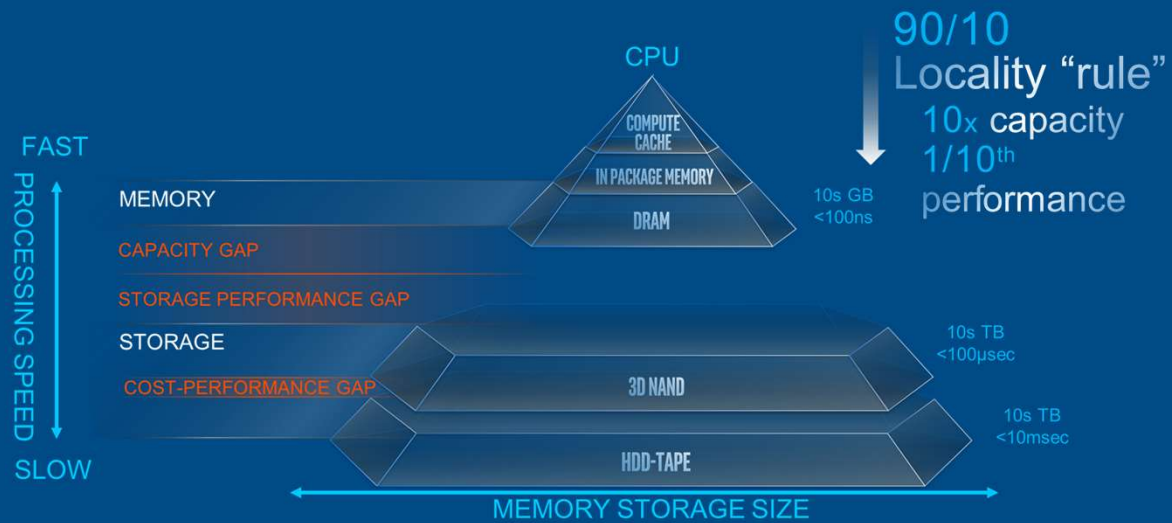 90/10
Locality “rule”
10x capacity
1/10th
performance
CPU
COMPUTE
CACHE
IN PACKAGE MEMORY
DRAM
10s GB
<100ns
FAST
PROCESSING SPEED
SLOW
MEMORY
CAPACITY GAP
STORAGE PERFORMANCE GAP
STORAGE
COST-PERFORMANCE GAP
10s TB
<100µsec
3D NAND
10s TB
<10msec
HDD-TAPE
MEMORY STORAGE SIZE